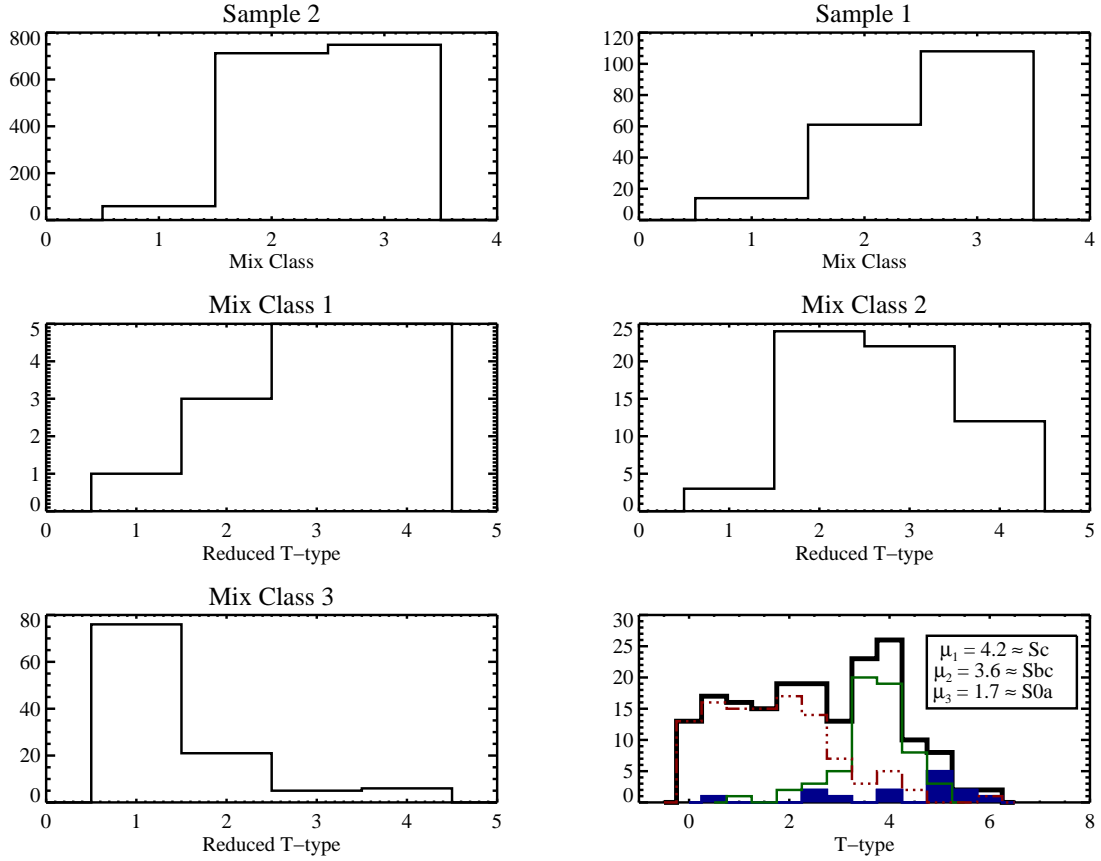 Sample 2
800
600
400
200
0
0 1 2 3 4
Mix Class
Sample 1
120
100
80
60
40
20
0
0 1 2 3 4
Mix Class
Mix Class 1
5
4
3
2
1
0
0 1 2 3 4 5
Reduced T−type
Mix Class 2
25
20
15
10
5
0
0 1 2 3 4 5
Reduced T−type
Mix Class 3
80
60
40
20
0
0 1 2 3 4 5
Reduced T−type
30
25
20
15
10
5
0
μ₁ = 4.2 ≈ Sc
μ₂ = 3.6 ≈ Sbc
μ₃ = 1.7 ≈ S0a
0 2 4 6 8
T−type